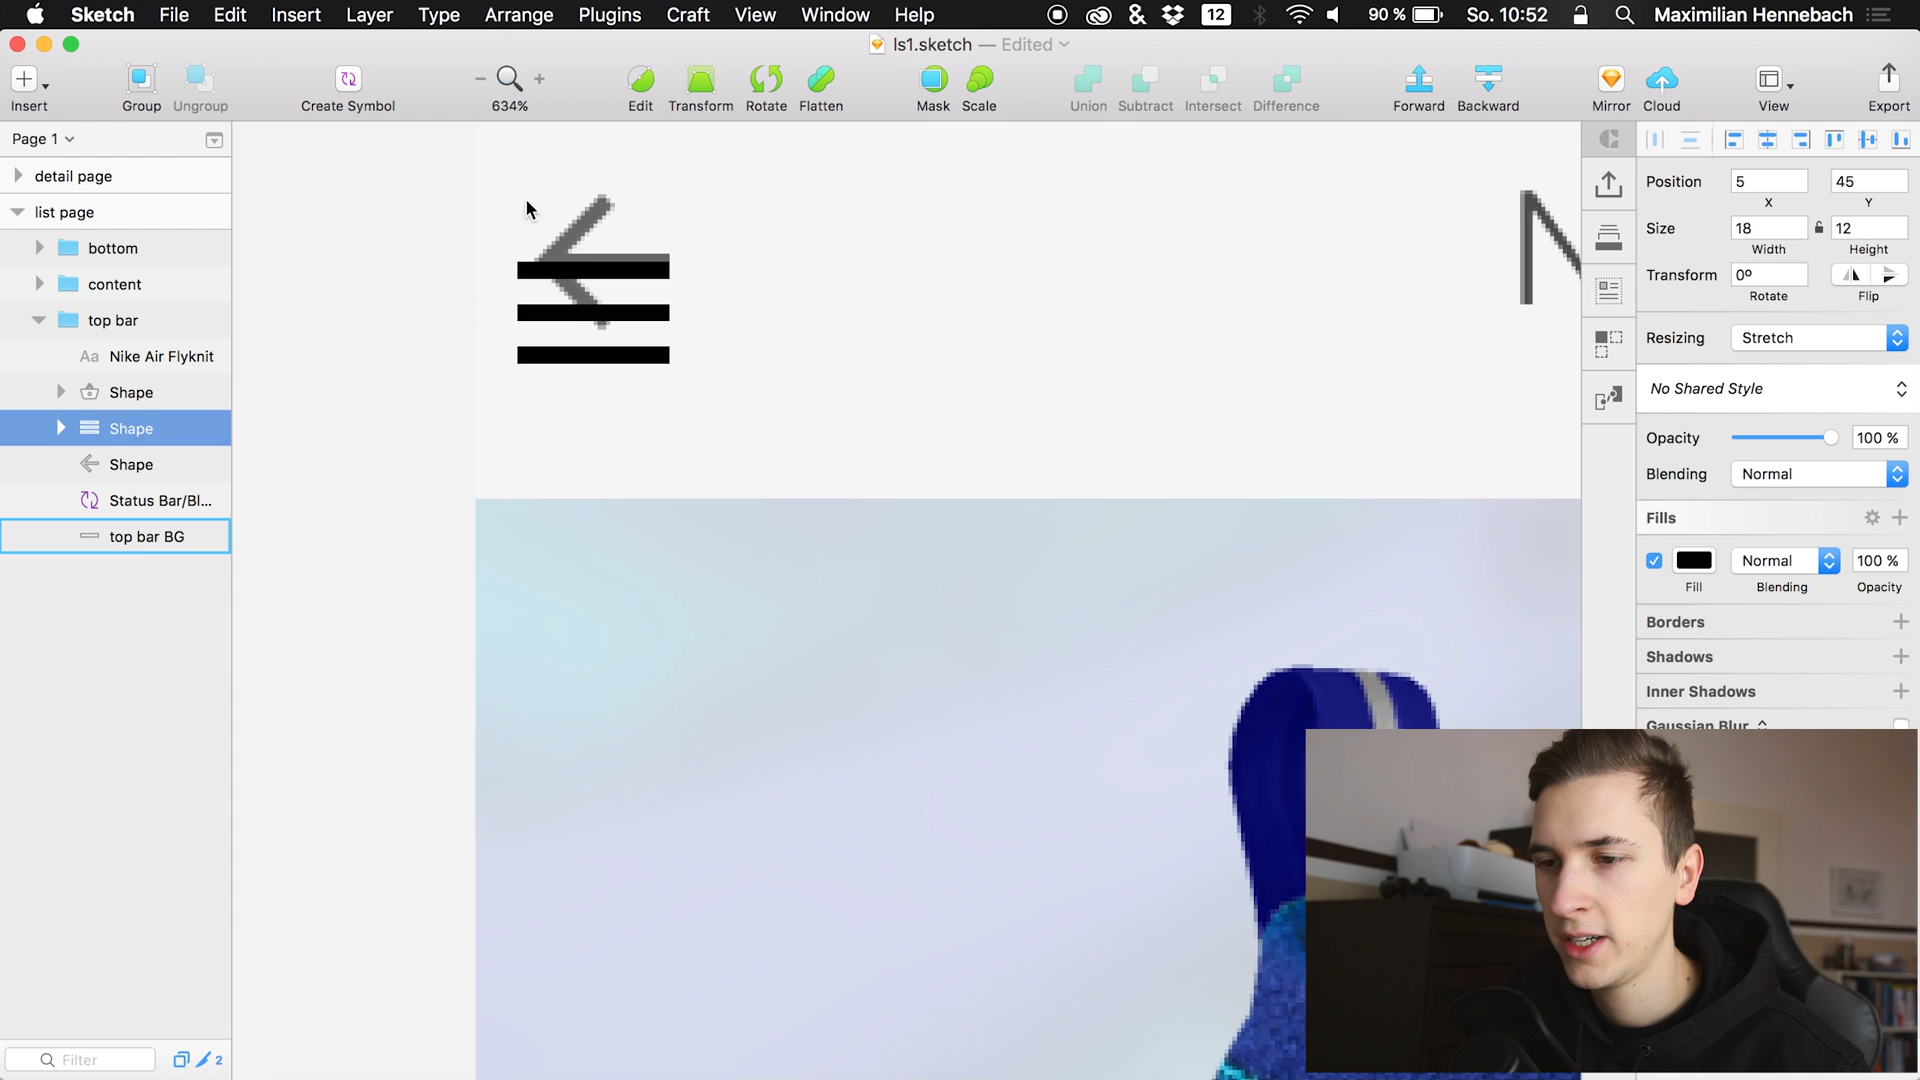 Sketch File Edit Insert Layer Type Arrange Plugins Craft View Window Help 12 90 % So. 10:52 Maximilian Hennebach
ls1.sketch — Edited
Insert Group Ungroup Create Symbol 634% Edit Transform Rotate Flatten Mask Scale Union Subtract Intersect Difference Forward Backward Mirror Cloud View Export
Page 1
detail page
list page
bottom
content
top bar
Aa Nike Air Flyknit
Shape
Shape
Shape
Status Bar/Bl...
top bar BG
Filter 2
Position 5 45
X Y
Size 18 12
Width Height
Transform 0º
Rotate Flip
Resizing Stretch
No Shared Style
Opacity 100 %
Blending Normal
Fills
Normal 100 %
Fill Blending Opacity
Borders
Shadows
Inner Shadows
Gaussian Blur